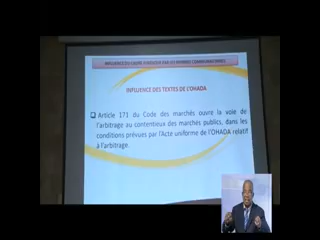 INFLUENCE DES TEXTES DE L'OHADA
Article 171 du Code des marchés ouvre la voie de
l'arbitrage au contentieux des marchés publics, dans les
conditions prévues par l'Acte uniforme de l'OHADA relatif
à l'arbitrage.